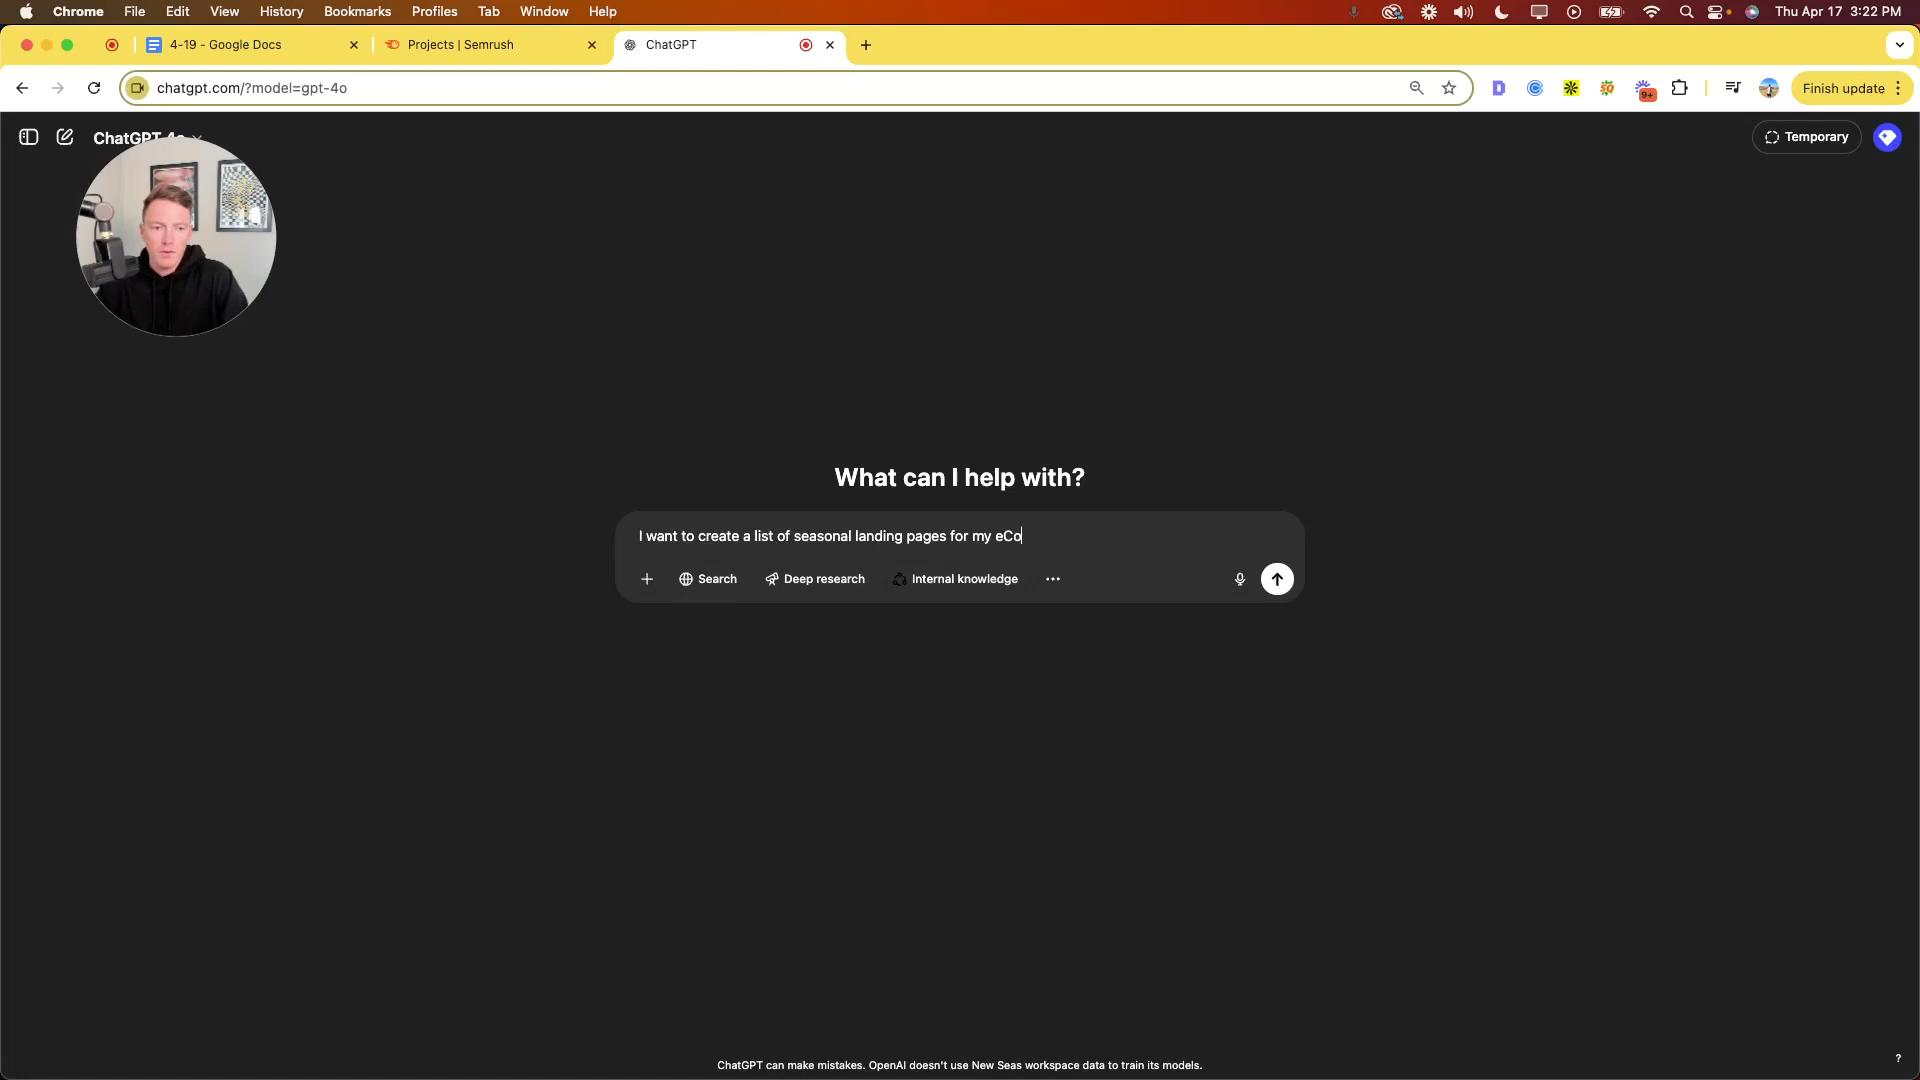 Chrome File Edit View History Bookmarks Profiles Tab Window Help Thu Apr 17 3:22 PM
4-19 - Google Docs Projects | Semrush ChatGPT
chatgpt.com/?model=gpt-4o 9+ Finish update
ChatGPT 4o Temporary
What can I help with?
I want to create a list of seasonal landing pages for my eCo
Search Deep research Internal knowledge
ChatGPT can make mistakes. OpenAI doesn't use New Seas workspace data to train its models. ?